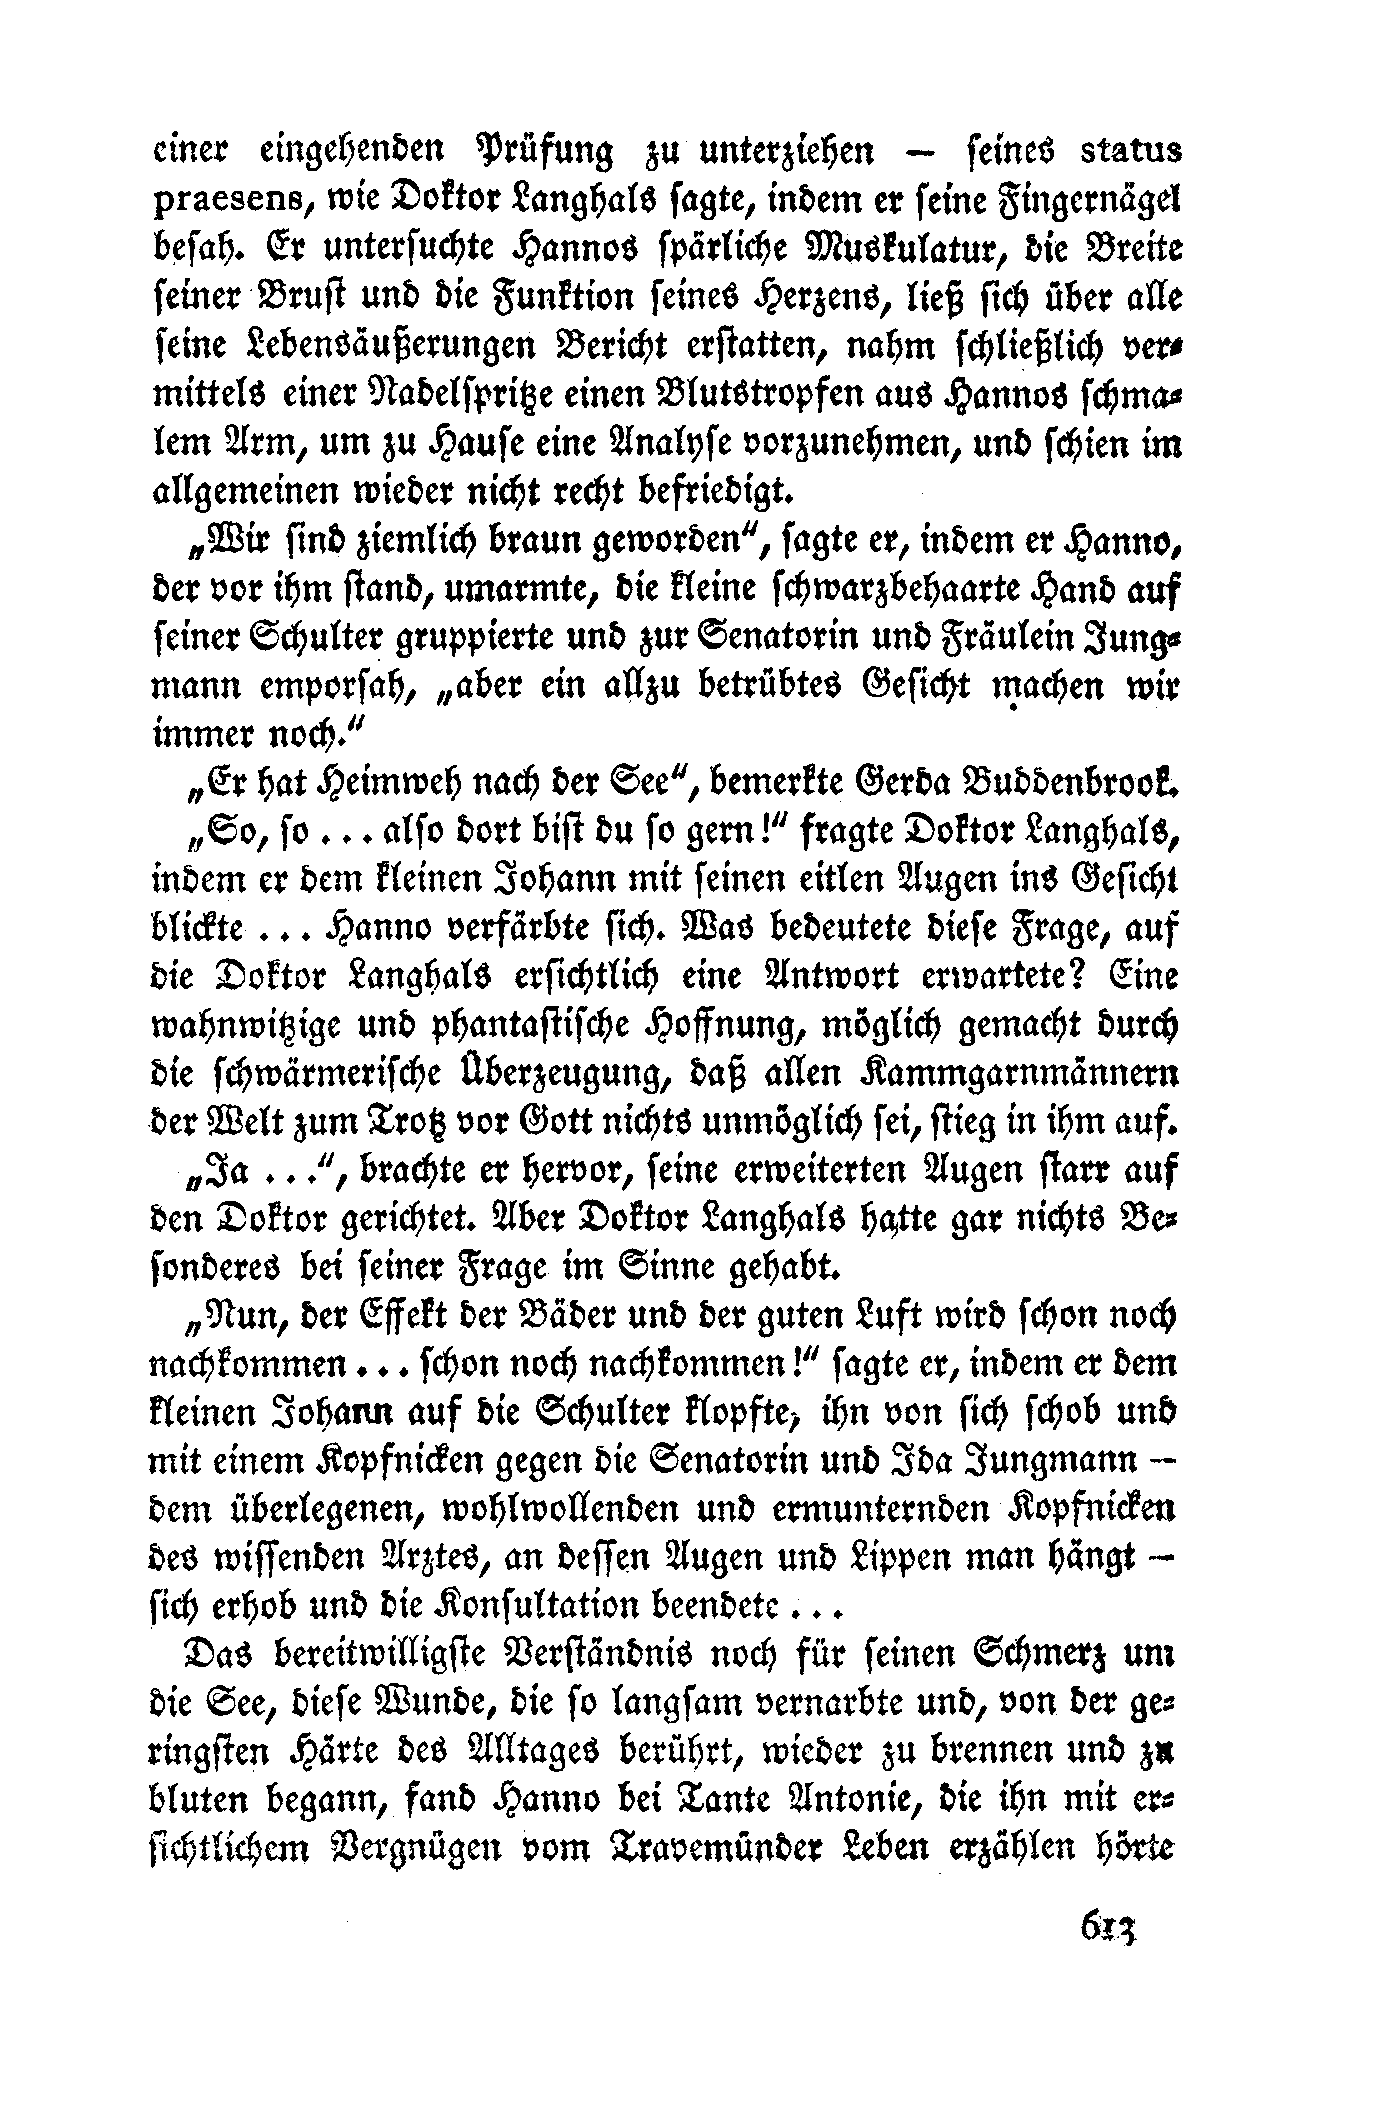 einer eingehenden Prüfung zu unterziehen – seines status
praesens, wie Doktor Langhals sagte, indem er seine Fingernägel
besah. Er untersuchte Hannos spärliche Muskulatur, die Breite
seiner Brust und die Funktion seines Herzens, ließ sich über alle
seine Lebensäußerungen Bericht erstatten, nahm schließlich ver-
mittels einer Nadelspritze einen Blutstropfen aus Hannos schma-
lem Arm, um zu Hause eine Analyse vorzunehmen, und schien im
allgemeinen wieder nicht recht befriedigt.
„Wir sind ziemlich braun geworden“, sagte er, indem er Hanno,
der vor ihm stand, umarmte, die kleine schwarzbehaarte Hand auf
seiner Schulter gruppierte und zur Senatorin und Fräulein Jung-
mann emporsah, „aber ein allzu betrübtes Gesicht machen wir
immer noch.“
„Er hat Heimweh nach der See“, bemerkte Gerda Buddenbrook.
„So, so ... also dort bist du so gern!“ fragte Doktor Langhals,
indem er dem kleinen Johann mit seinen eitlen Augen ins Gesicht
blickte ... Hanno verfärbte sich. Was bedeutete diese Frage, auf
die Doktor Langhals ersichtlich eine Antwort erwartete? Eine
wahnwitzige und phantastische Hoffnung, möglich gemacht durch
die schwärmerische Überzeugung, daß allen Kammgarnmännern
der Welt zum Trotz vor Gott nichts unmöglich sei, stieg in ihm auf.
„Ja ...“, brachte er hervor, seine erweiterten Augen starr auf
den Doktor gerichtet. Aber Doktor Langhals hatte gar nichts Be-
sonderes bei seiner Frage im Sinne gehabt.
„Nun, der Effekt der Bäder und der guten Luft wird schon noch
nachkommen ... schon noch nachkommen!“ sagte er, indem er dem
kleinen Johann auf die Schulter klopfte, ihn von sich schob und
mit einem Kopfnicken gegen die Senatorin und Ida Jungmann –
dem überlegenen, wohlwollenden und ermunternden Kopfnicken
des wissenden Arztes, an dessen Augen und Lippen man hängt –
sich erhob und die Konsultation beendete ...
Das bereitwilligste Verständnis noch für seinen Schmerz um
die See, diese Wunde, die so langsam vernarbte und, von der ge-
ringsten Härte des Alltages berührt, wieder zu brennen und zu
bluten begann, fand Hanno bei Tante Antonie, die ihn mit er-
sichtlichem Vergnügen vom Travemünder Leben erzählen hörte
613